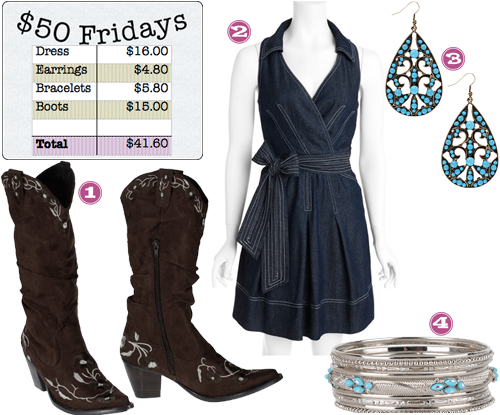 $50 Fridays
Dress $16.00
Earrings $4.80
Bracelets $5.80
Boots $15.00
Total $41.60
1
2
3
4